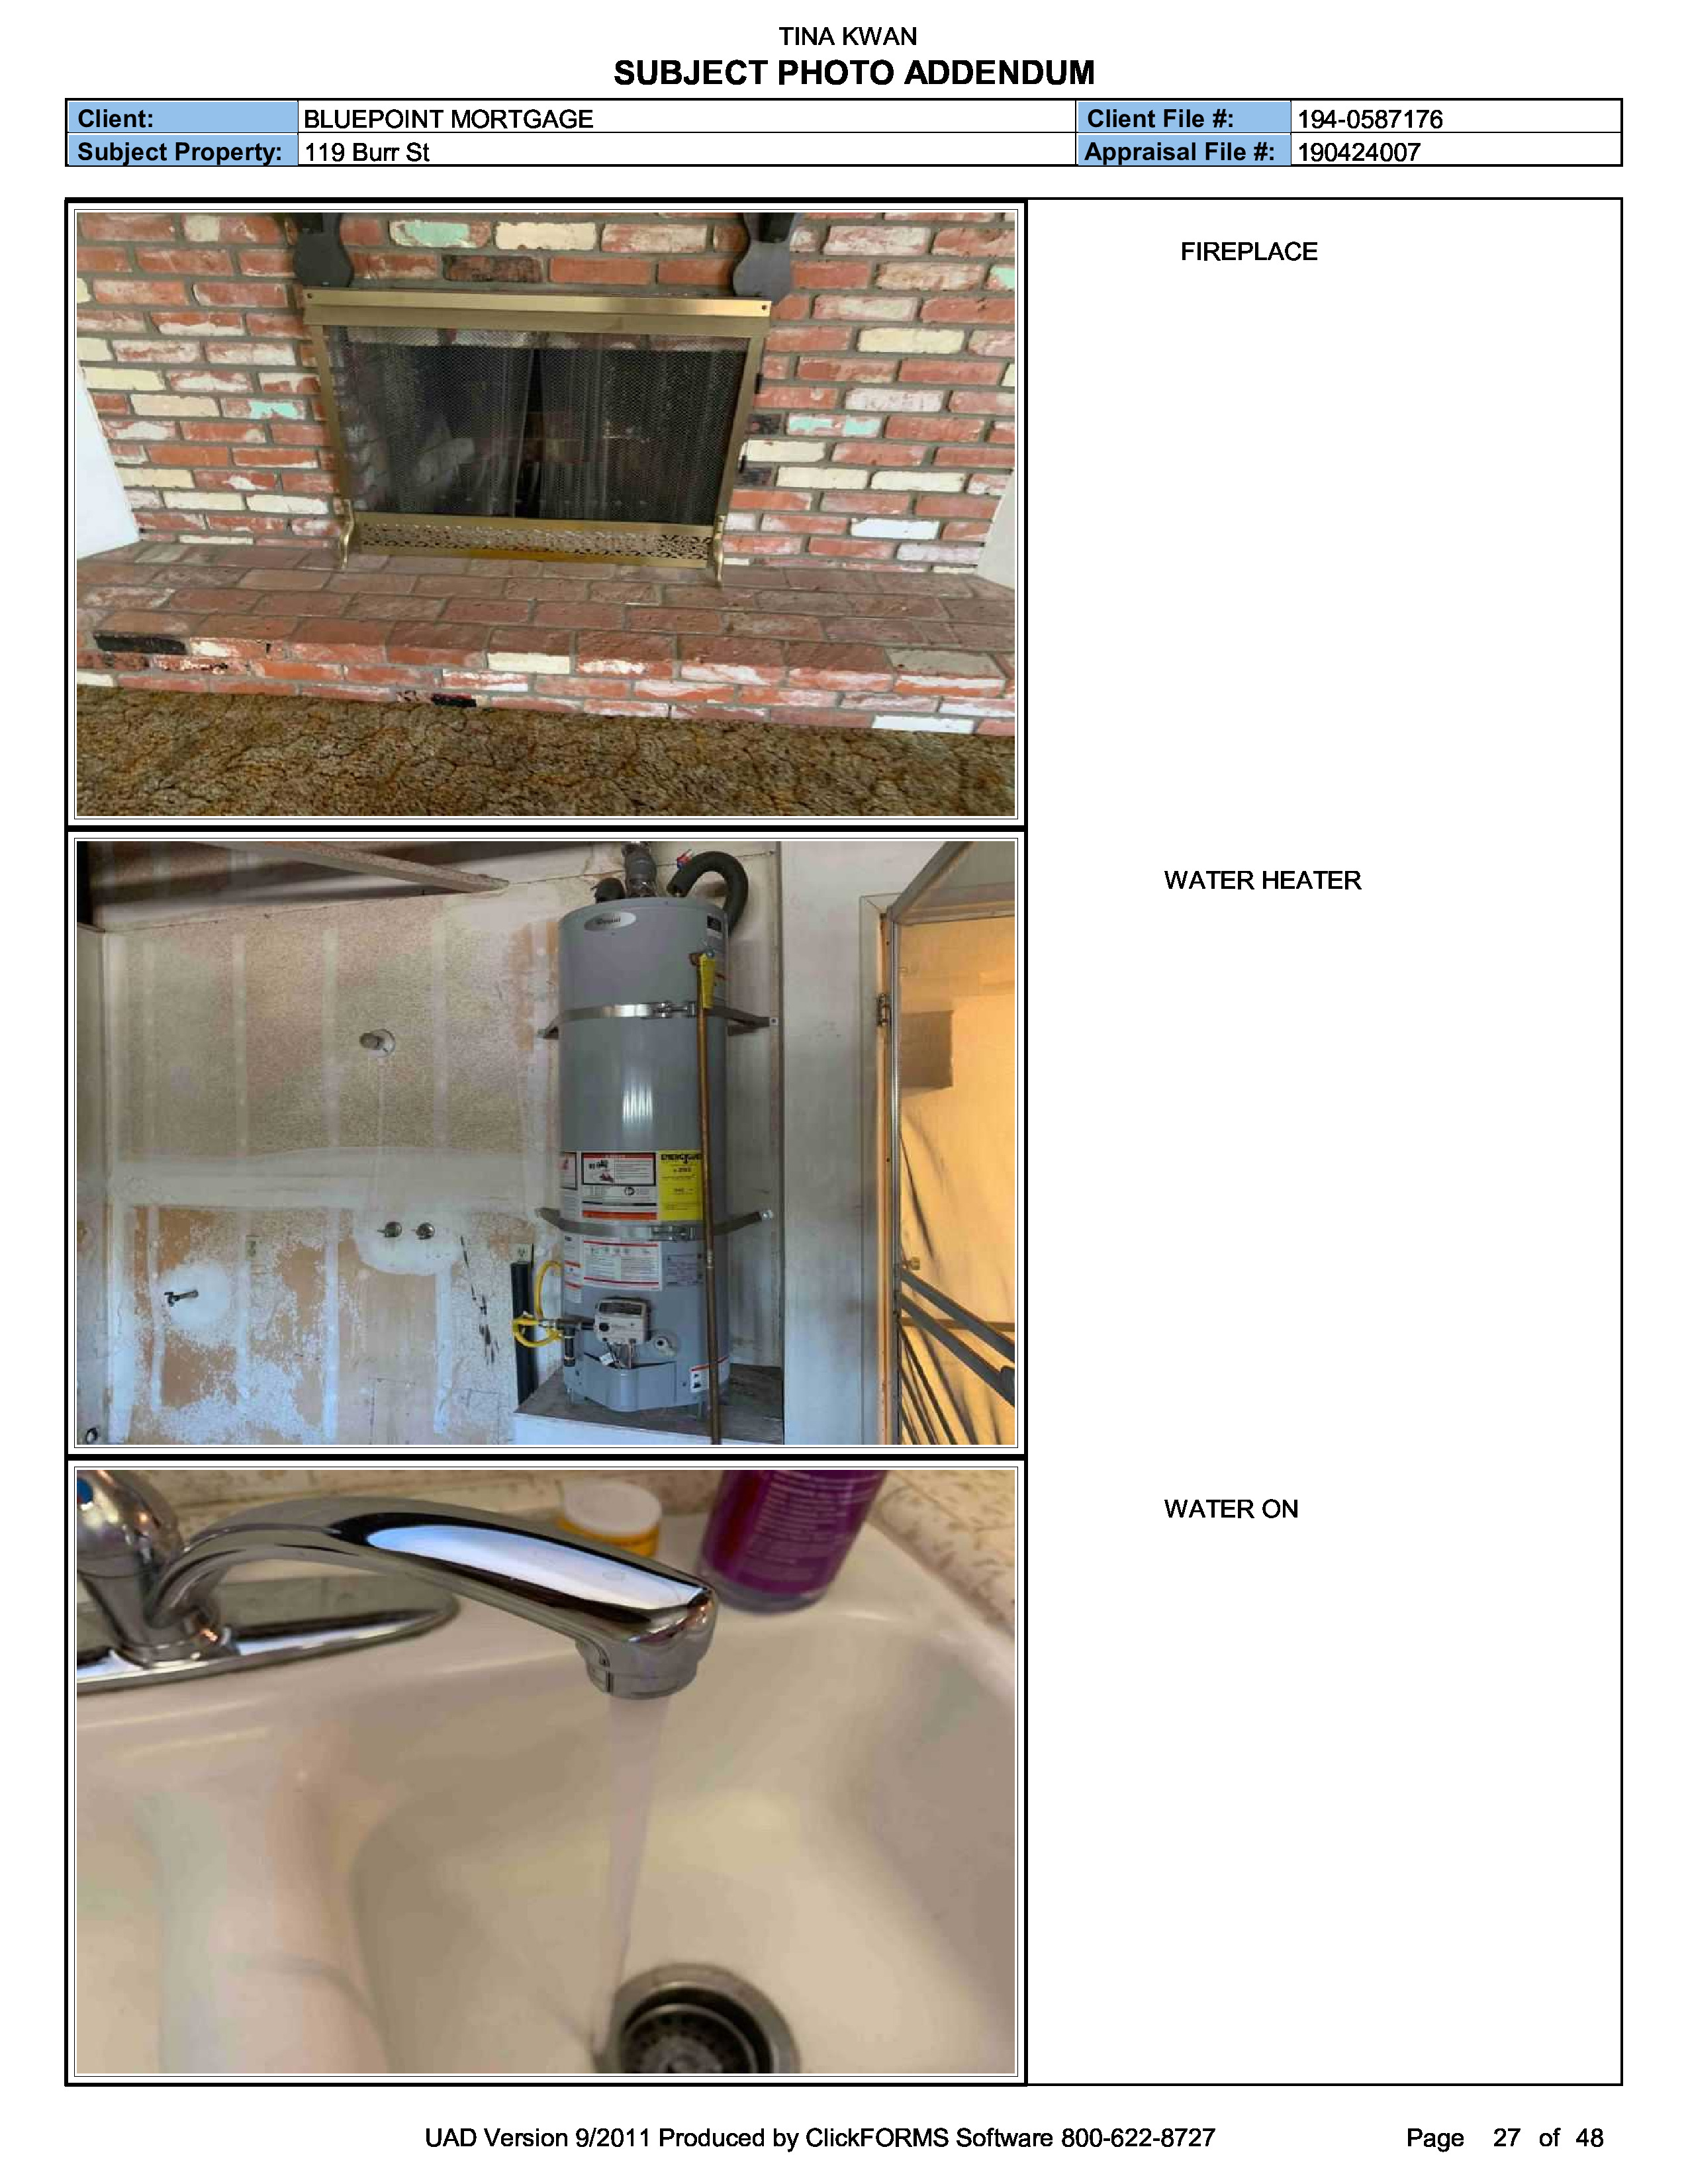 TINA KWAN
SUBJECT PHOTO ADDENDUM
Client: BLUEPOINT MORTGAGE Client File #: 194-0587176
Subject Property: 119 Burr St Appraisal File #: 190424007
FIREPLACE
WATER HEATER
ENERGYGUIDE
WATER ON
UAD Version 9/2011 Produced by ClickFORMS Software 800-622-8727 Page 27 of 48